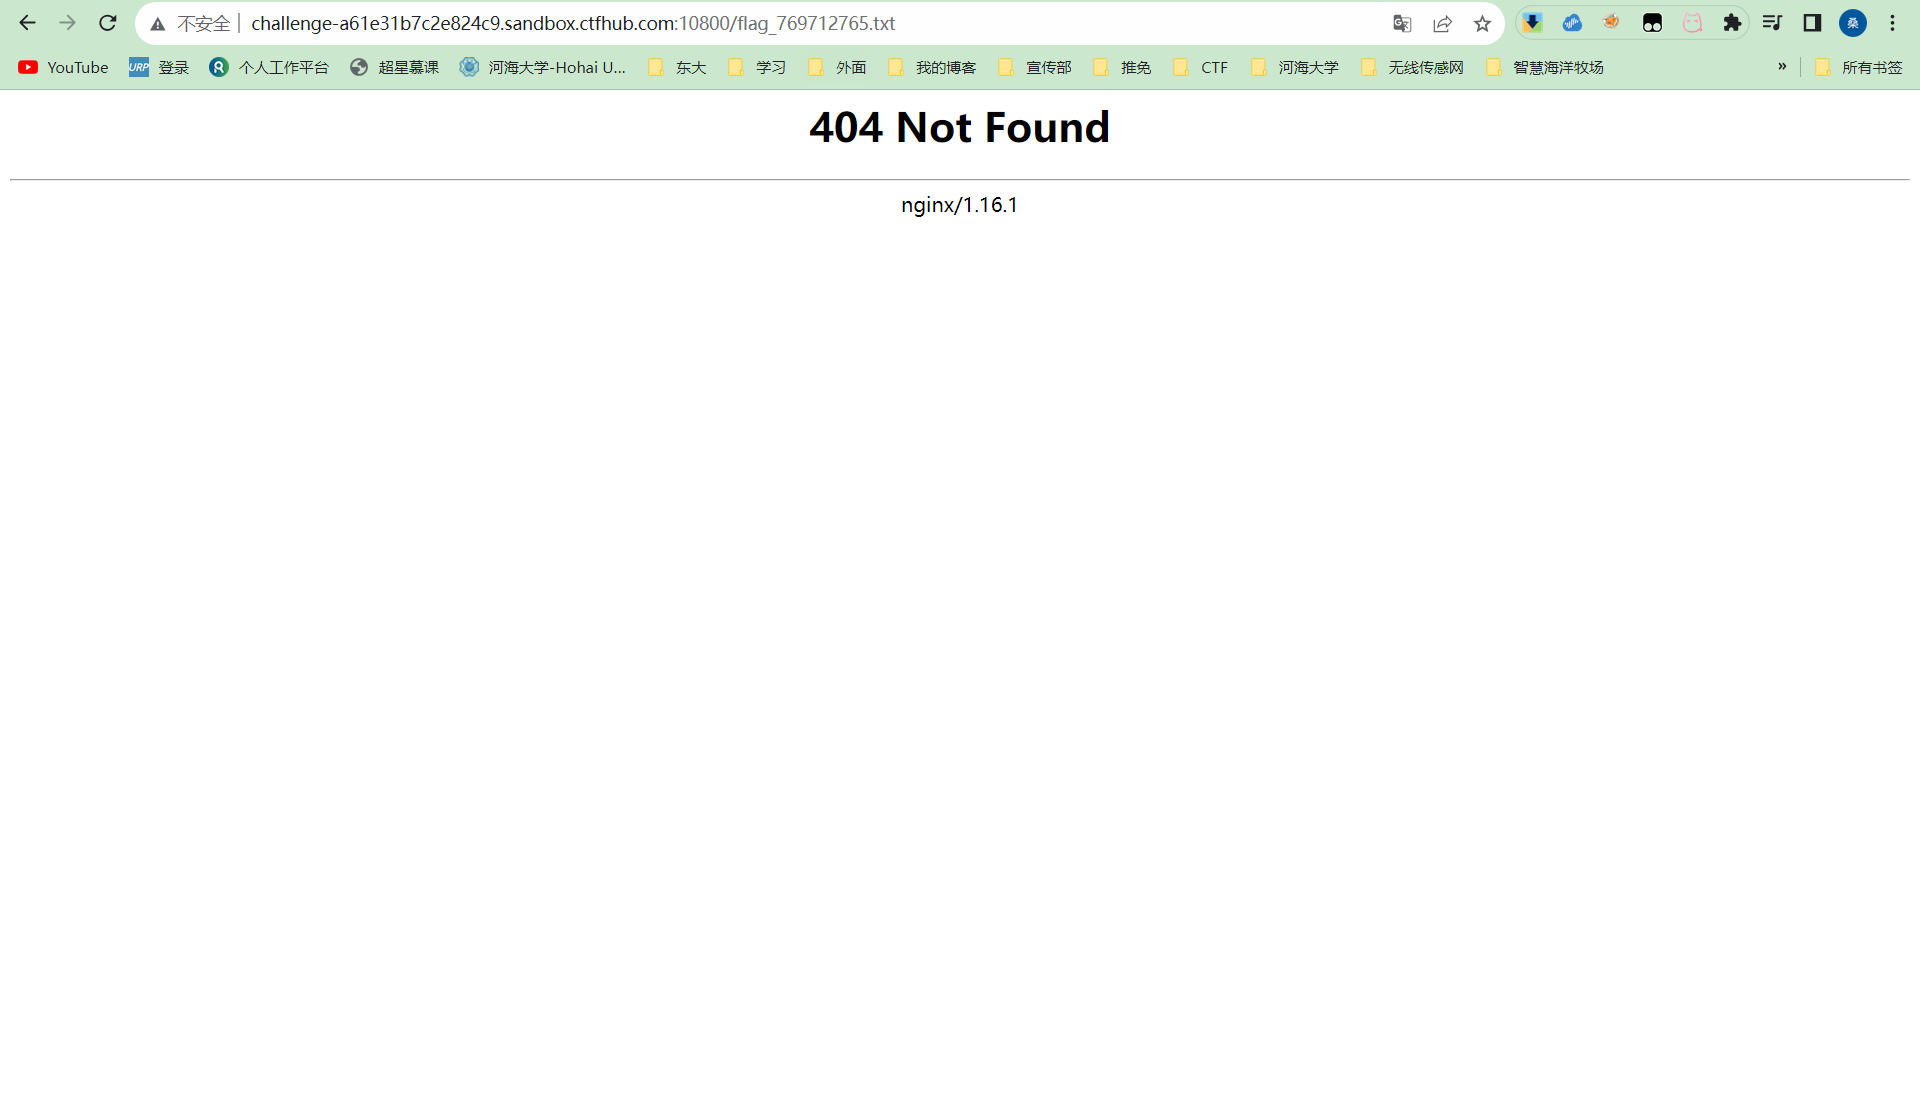 不安全 | challenge-a61e31b7c2e824c9.sandbox.ctfhub.com:10800/flag_769712765.txt 桑
YouTube URP 登录 R 个人工作平台 超星慕课 河海大学-Hohai U... 东大 学习 外面 我的博客 宣传部 推免 CTF 河海大学 无线传感网 智慧海洋牧场 » 所有书签
404 Not Found
nginx/1.16.1